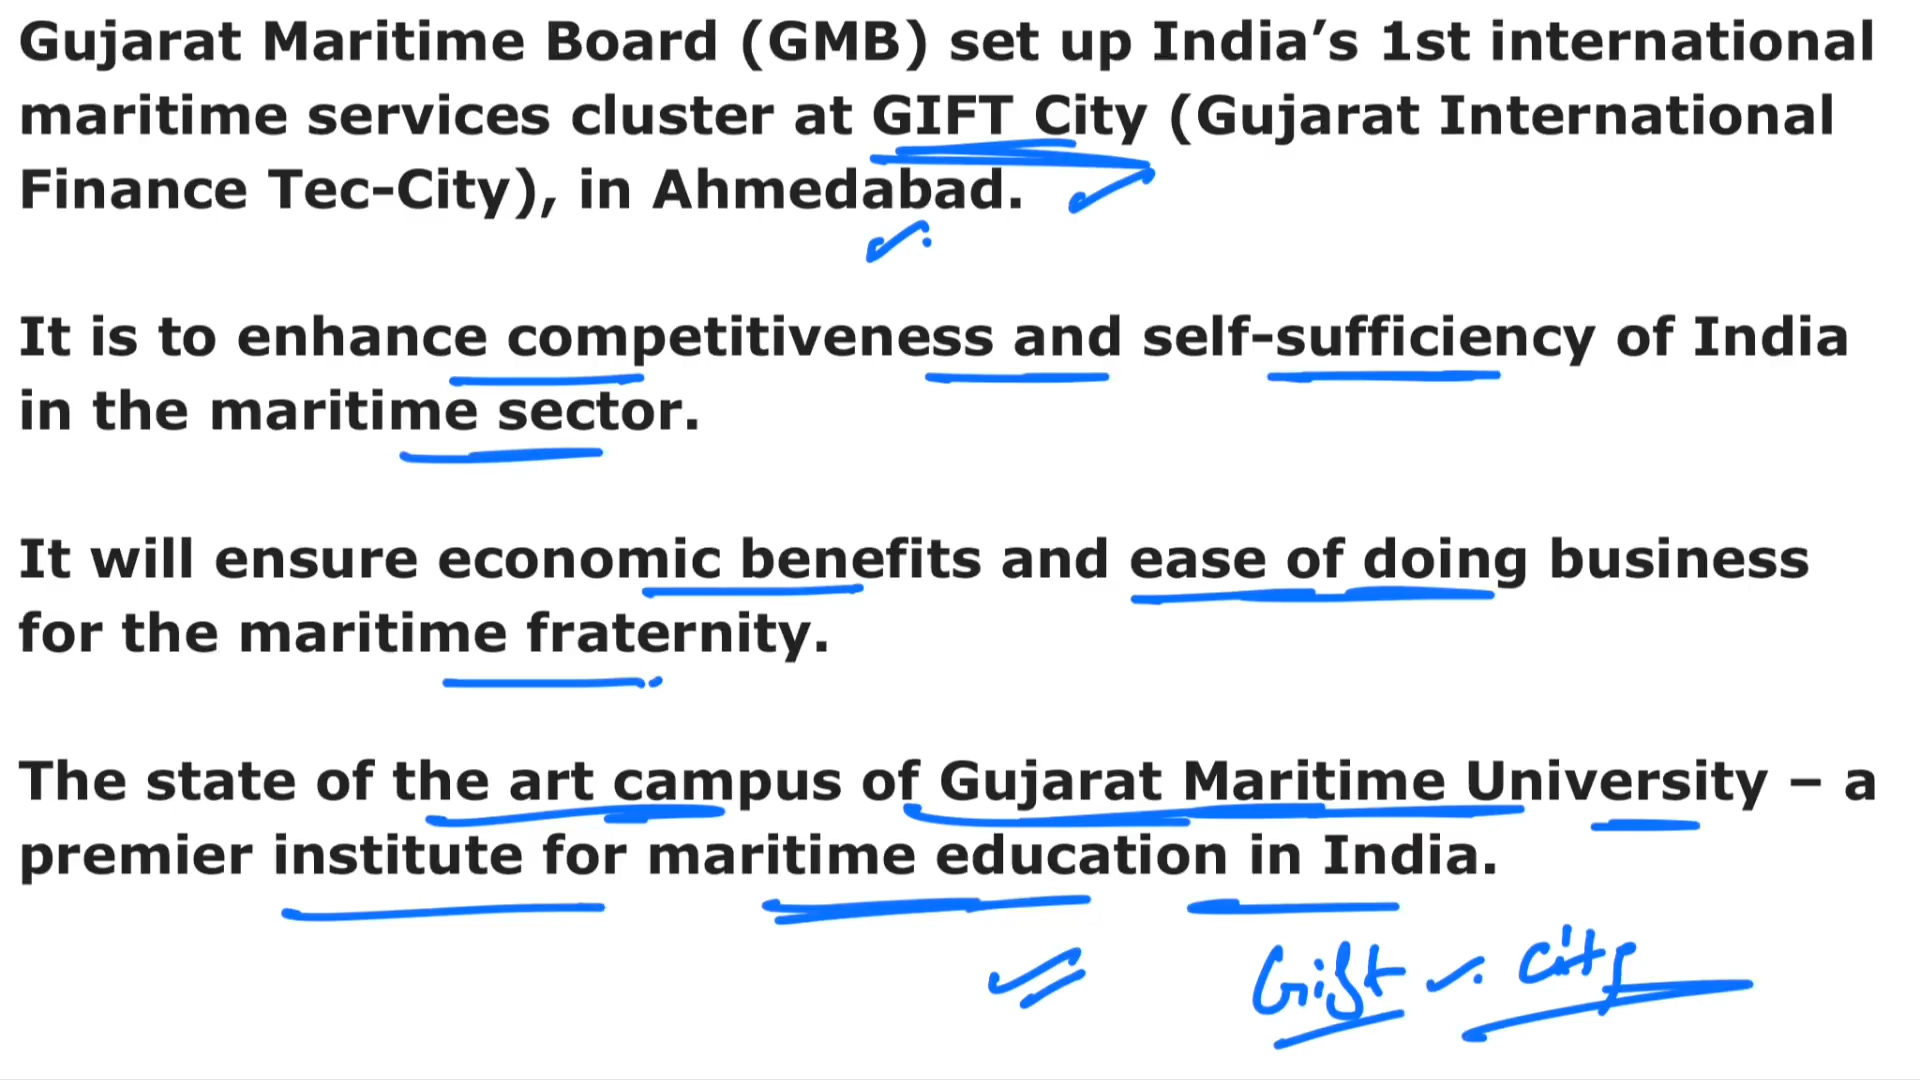 Gujarat Maritime Board (GMB) set up India’s 1st international
maritime services cluster at GIFT City (Gujarat International
Finance Tec-City), in Ahmedabad.
It is to enhance competitiveness and self-sufficiency of India
in the maritime sector.
It will ensure economic benefits and ease of doing business
for the maritime fraternity.
The state of the art campus of Gujarat Maritime University – a
premier institute for maritime education in India.
Gift City